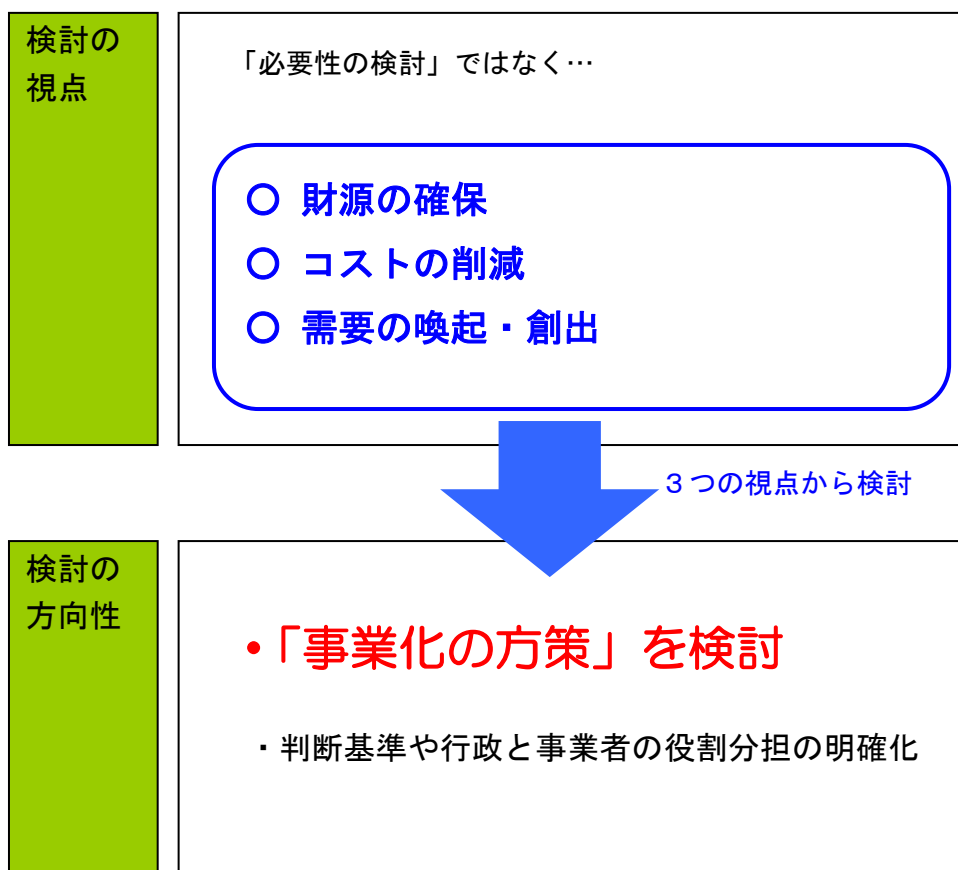 検討の
視点
「必要性の検討」ではなく…
○ 財源の確保
○ コストの削減
○ 需要の喚起・創出
３つの視点から検討
検討の
方向性
・「事業化の方策」を検討
・判断基準や行政と事業者の役割分担の明確化